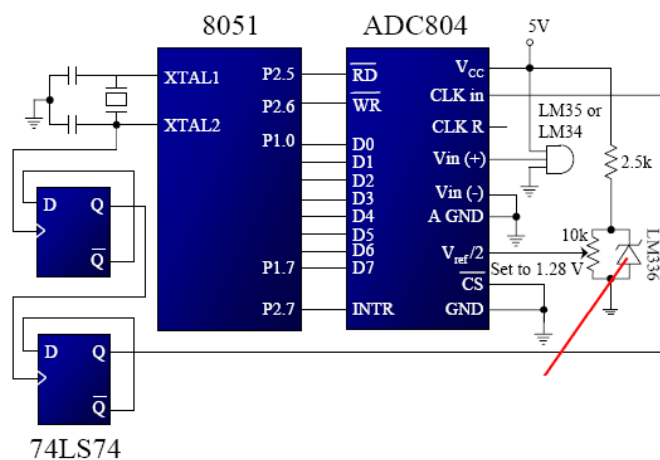 8051
ADC804
5V
XTAL1
XTAL2
P2.5
P2.6
P1.0
P1.7
P2.7
RD
WR
D0
D1
D2
D3
D4
D5
D6
D7
INTR
VCC
CLK in
CLK R
Vin (+)
Vin (-)
A GND
Vref/2
CS
GND
LM35 or
LM34
2.5k
10k
Set to 1.28 V
LM336
D
Q
Q
D
Q
Q
74LS74